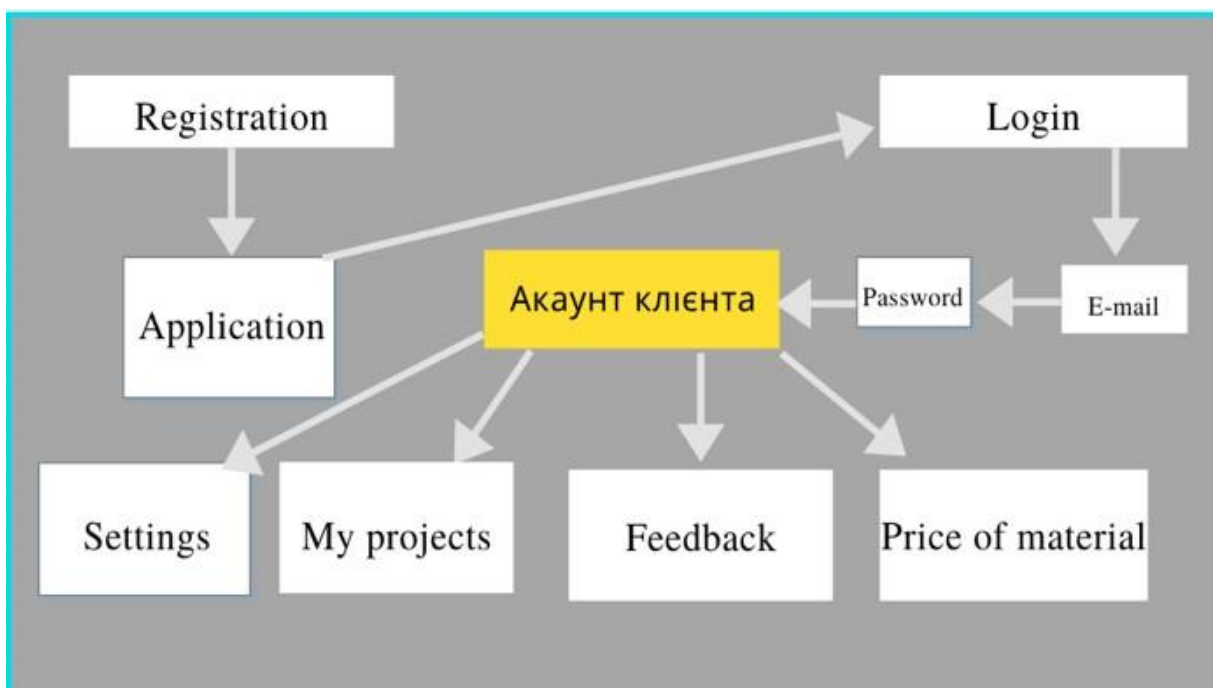 Registration
Login
Application
Акаунт клієнта
Password
E-mail
Settings
My projects
Feedback
Price of material